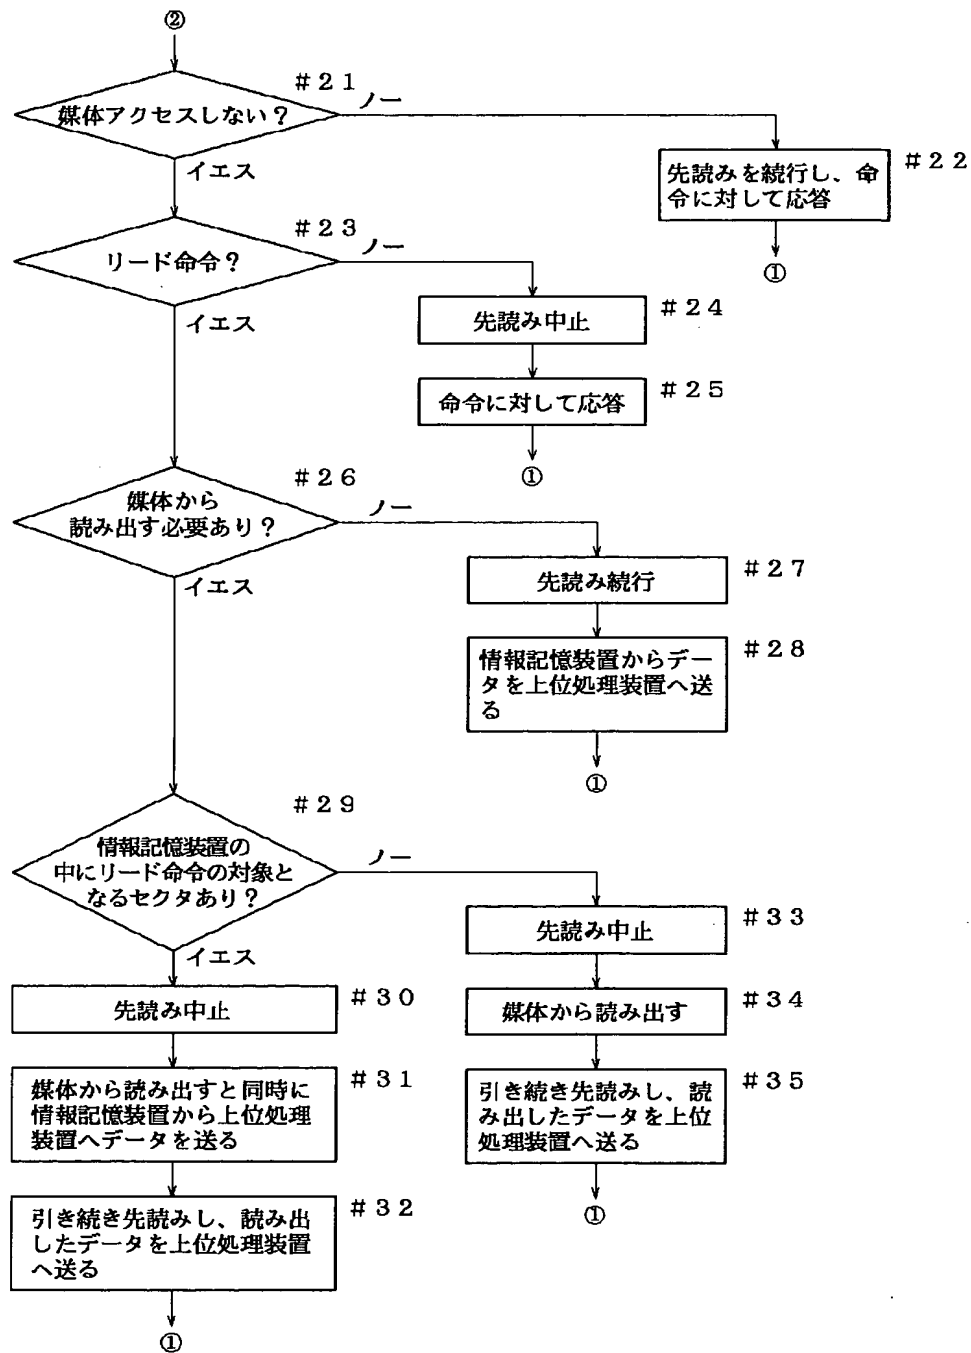 ②
#21
媒体アクセスしない?
ノー
イエス
先読みを続行し、命
令に対して応答
#22
①
#23
リード命令?
ノー
イエス
先読み中止
#24
命令に対して応答
#25
①
#26
媒体から
読み出す必要あり?
ノー
イエス
先読み続行
#27
情報記憶装置からデー
タを上位処理装置へ送
る
#28
①
#29
情報記憶装置の
中にリード命令の対象と
なるセクタあり?
ノー
イエス
先読み中止
#33
先読み中止
#30
媒体から読み出す
#34
媒体から読み出すと同時に
情報記憶装置から上位処理
装置へデータを送る
#31
引き続き先読みし、読
み出したデータを上位
処理装置へ送る
#35
①
引き続き先読みし、読み出
したデータを上位処理装置
へ送る
#32
①